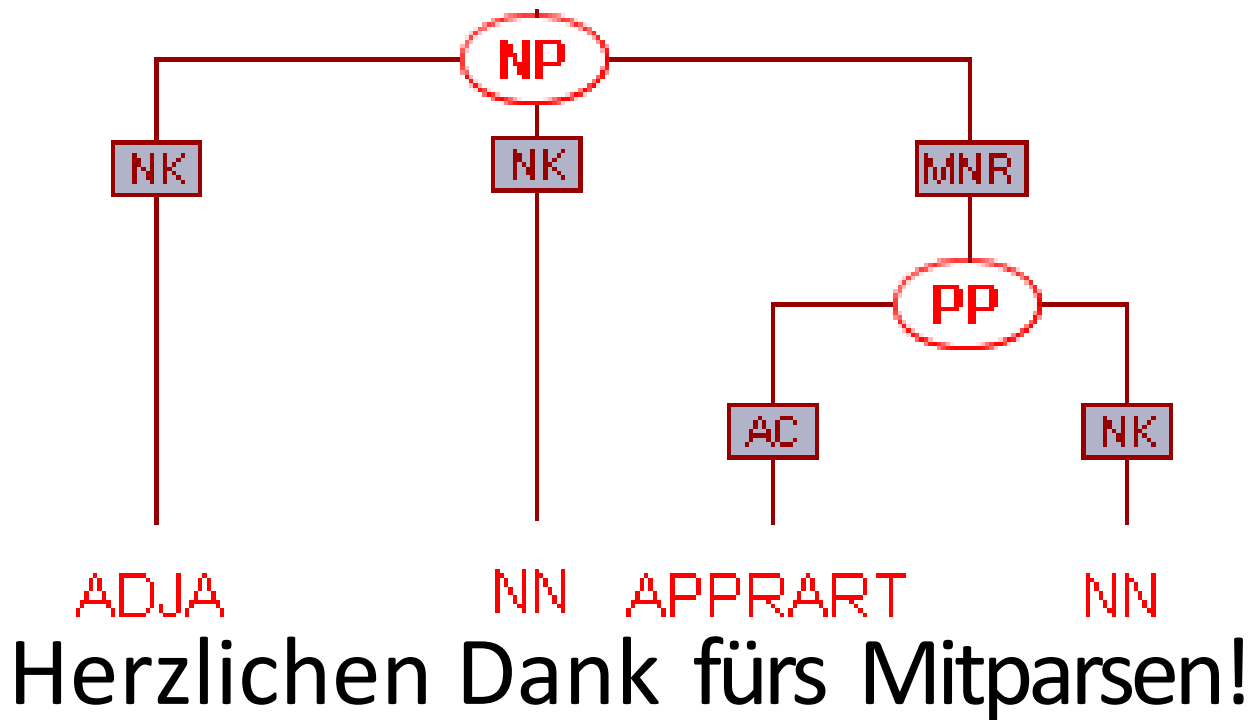 NP
NK NK MNR
PP
AC NK
ADJA NN APPRART NN
Herzlichen Dank fürs Mitparsen!